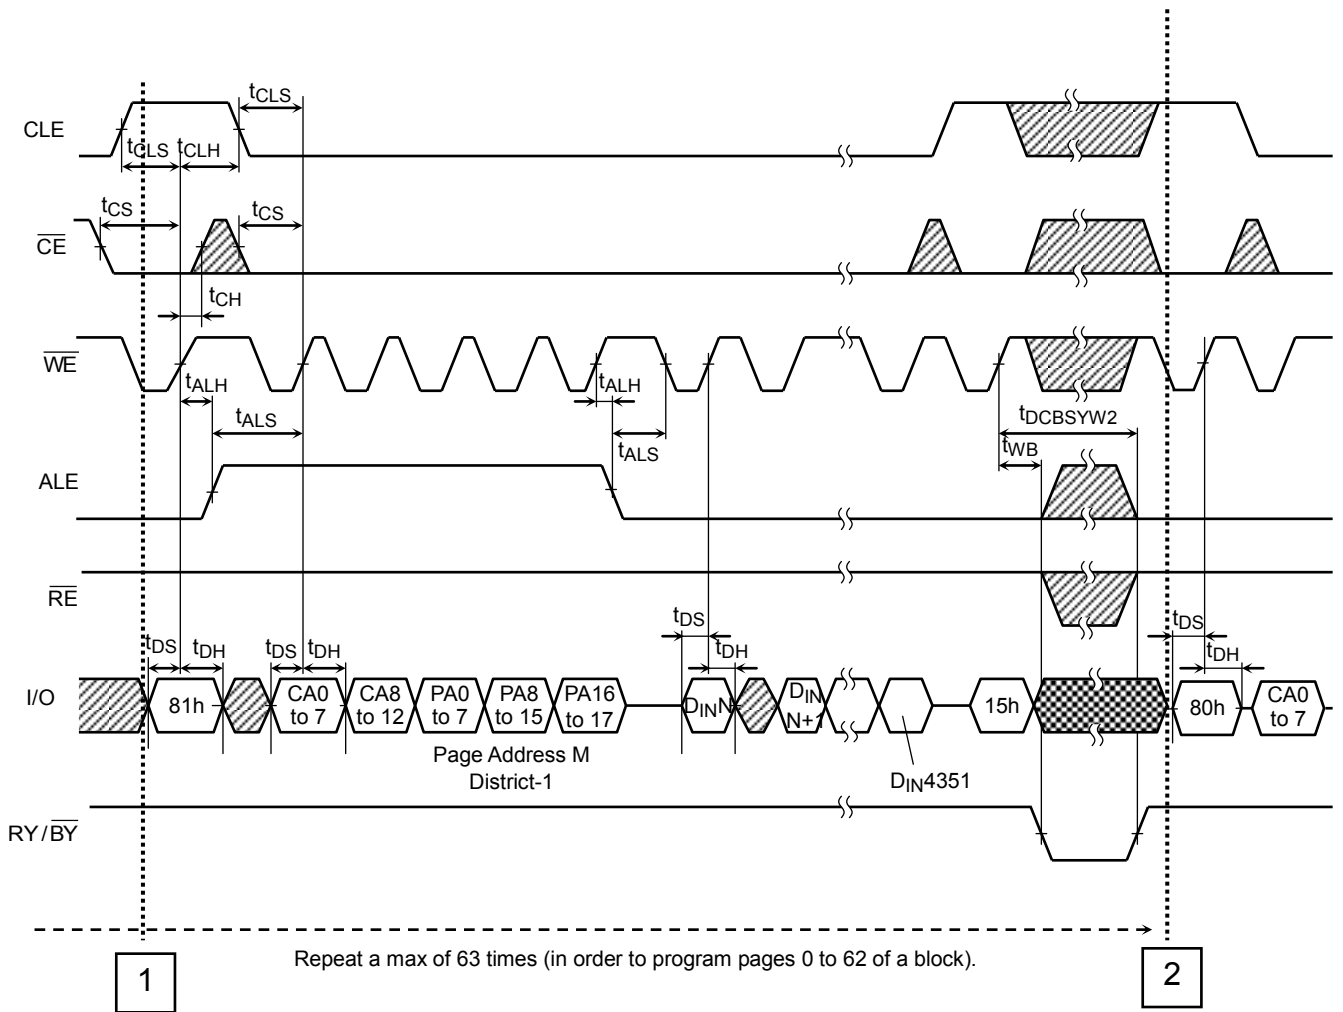 tCLS
CLE
tCLS tCLH
tCS tCS
CE
tCH
WE
tALH tALH
tALS tALS
tDCBSYW2
tWB
ALE
RE
tDS tDH tDS tDH tDS tDH tDS tDH
I/O
81h
CA0 to 7
CA8 to 12
PA0 to 7
PA8 to 15
PA16 to 17
DINN
DIN N+1
15h
80h
CA0 to 7
Page Address M
District-1
DIN4351
RY/BY
Repeat a max of 63 times (in order to program pages 0 to 62 of a block).
1
2